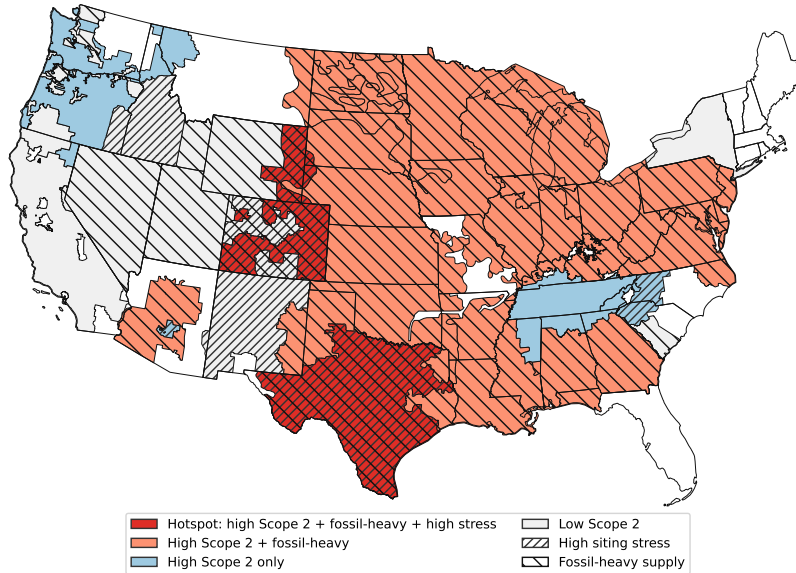 Hotspot: high Scope 2 + fossil-heavy + high stress
High Scope 2 + fossil-heavy
High Scope 2 only
Low Scope 2
High siting stress
Fossil-heavy supply